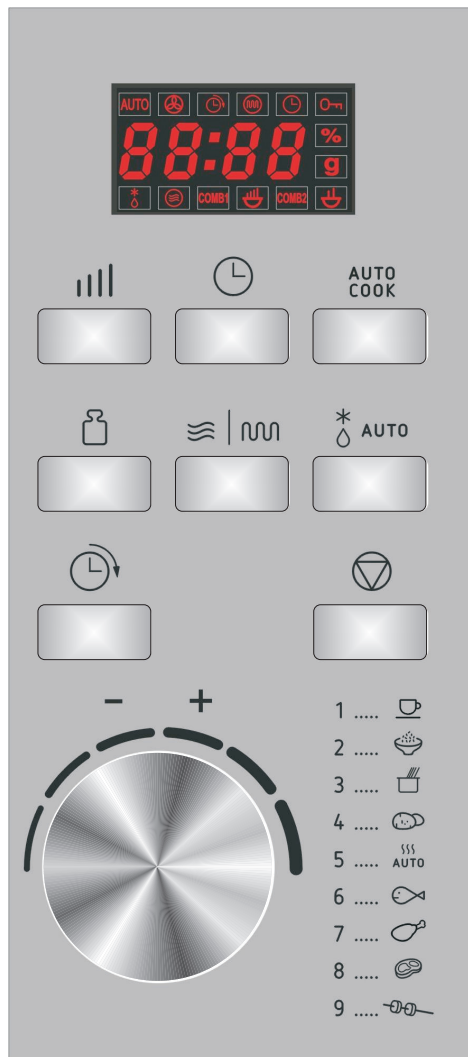 AUTO
88:88 %
g
COMB1 COMB2
AUTO
COOK
AUTO
- +
1 .....
2 .....
3 .....
4 .....
5 ..... AUTO
6 .....
7 .....
8 .....
9 .....